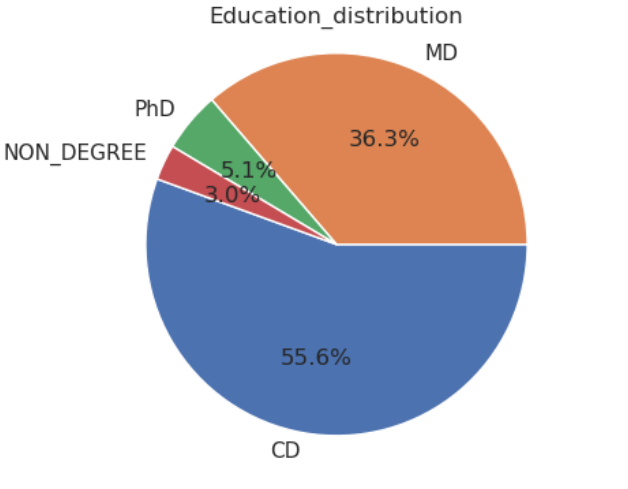 Education_distribution
MD
PhD
36.3%
NON_DEGREE
5.1%
3.0%
55.6%
CD